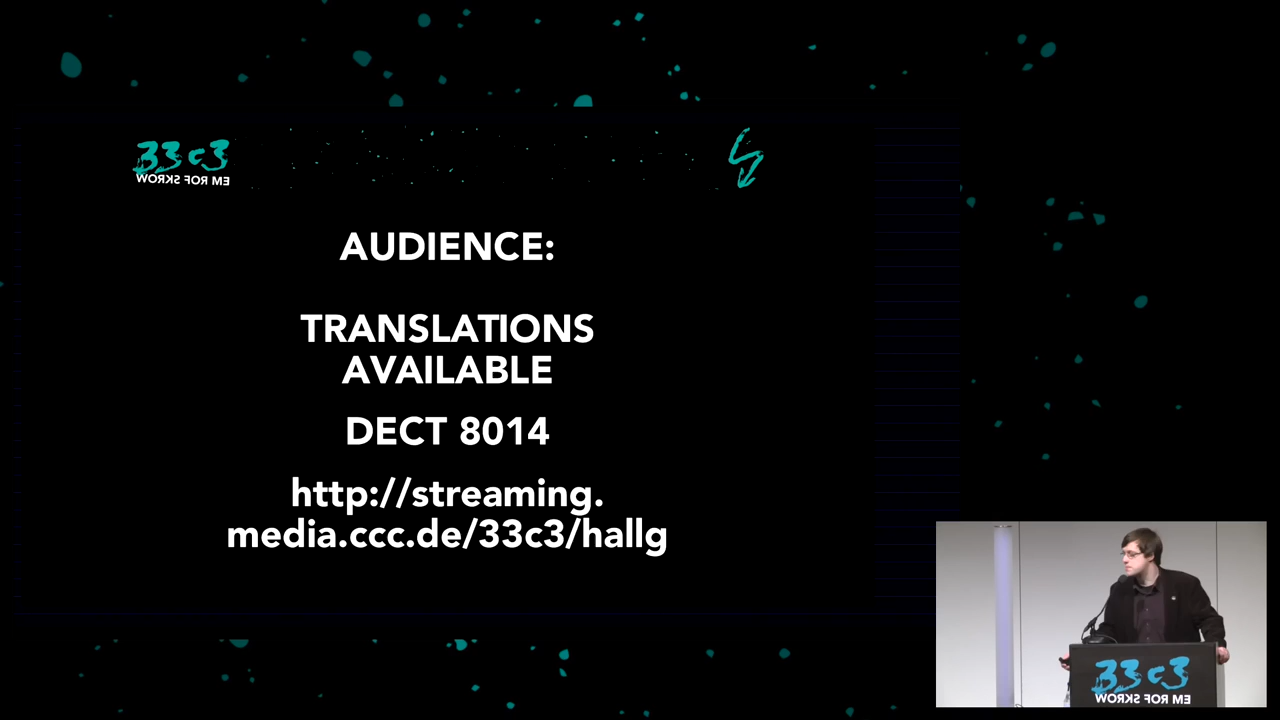 33c3
WORKS FOR ME
AUDIENCE:
TRANSLATIONS
AVAILABLE
DECT 8014
http://streaming.
media.ccc.de/33c3/hallg
33c3
WORKS FOR ME